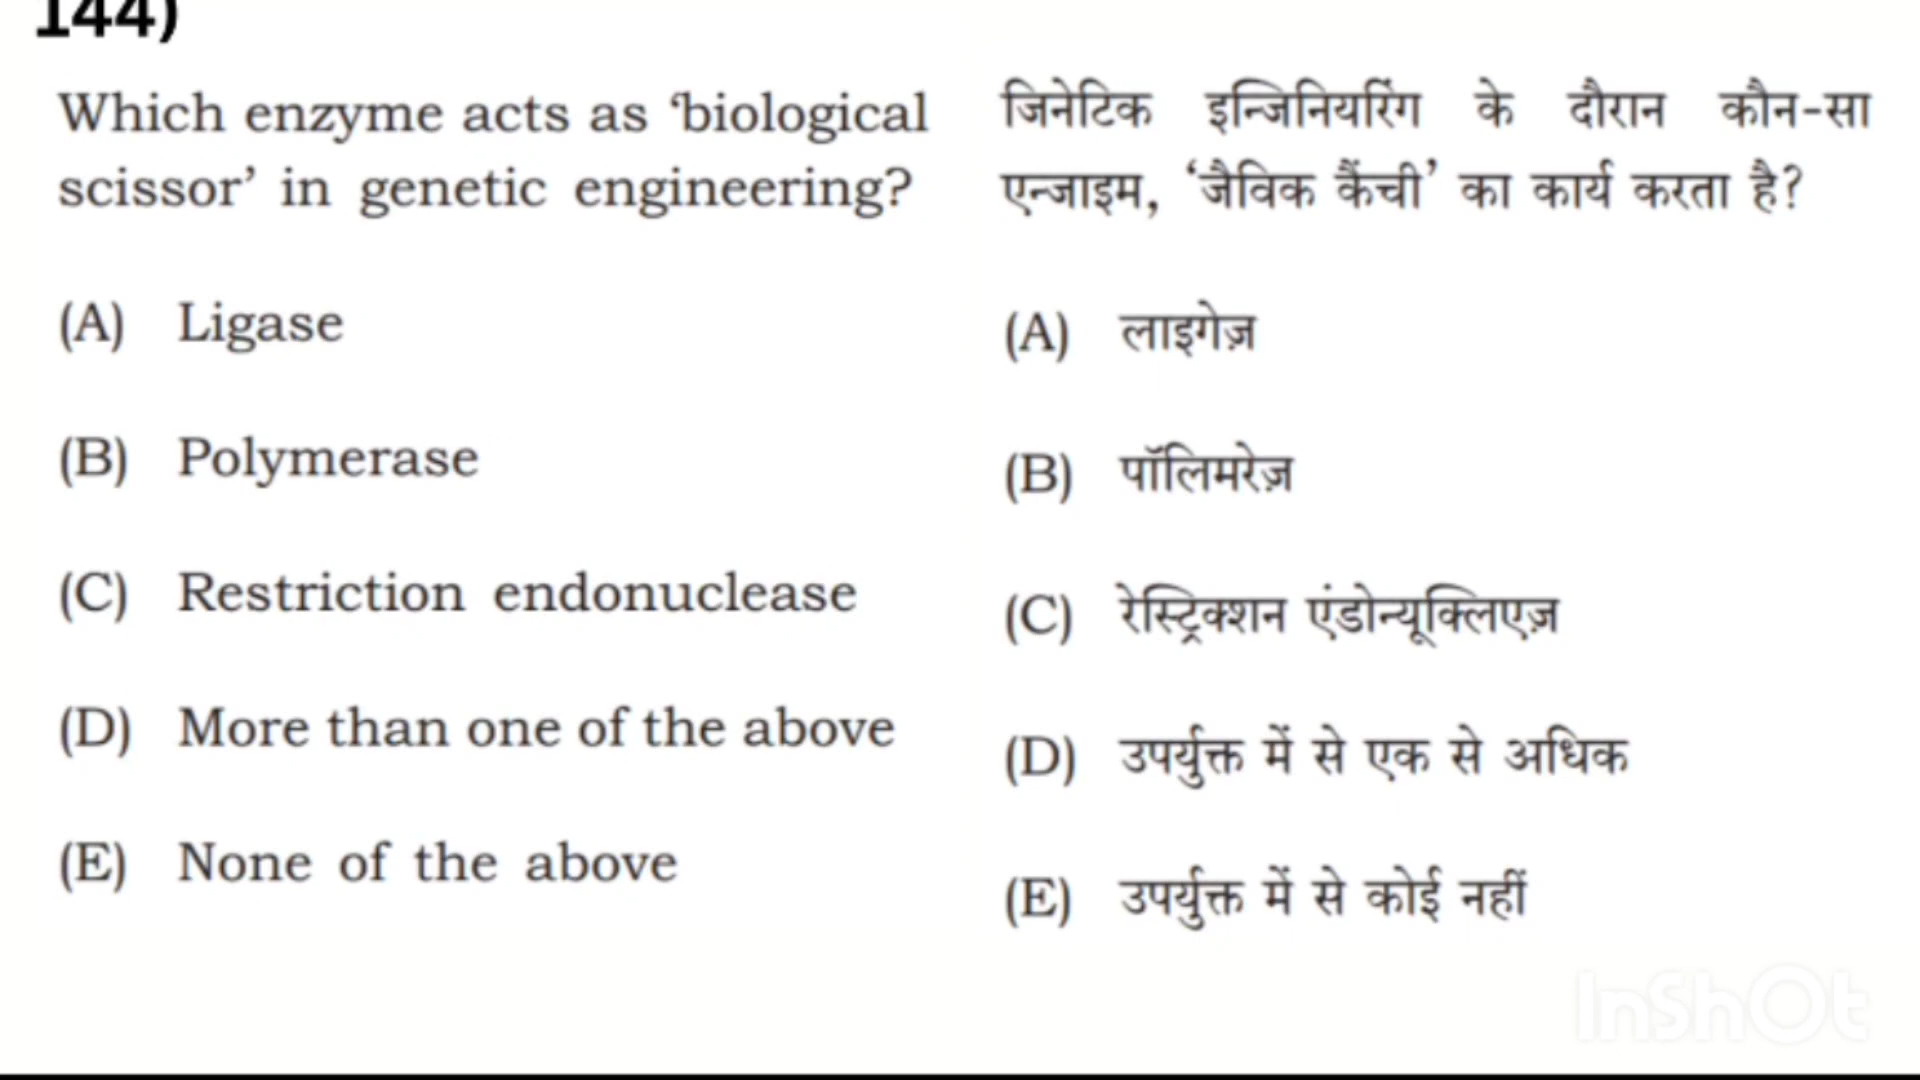 144)
Which enzyme acts as ‘biological
scissor’ in genetic engineering?
(A) Ligase
(B) Polymerase
(C) Restriction endonuclease
(D) More than one of the above
(E) None of the above
जिनेटिक इन्जिनियरिंग के दौरान कौन-सा
एन्जाइम, ‘जैविक कैंची’ का कार्य करता है?
(A) लाइगेज़
(B) पॉलिमरेज़
(C) रेस्ट्रिक्शन एंडोन्यूक्लिएज़
(D) उपर्युक्त में से एक से अधिक
(E) उपर्युक्त में से कोई नहीं
InShOt